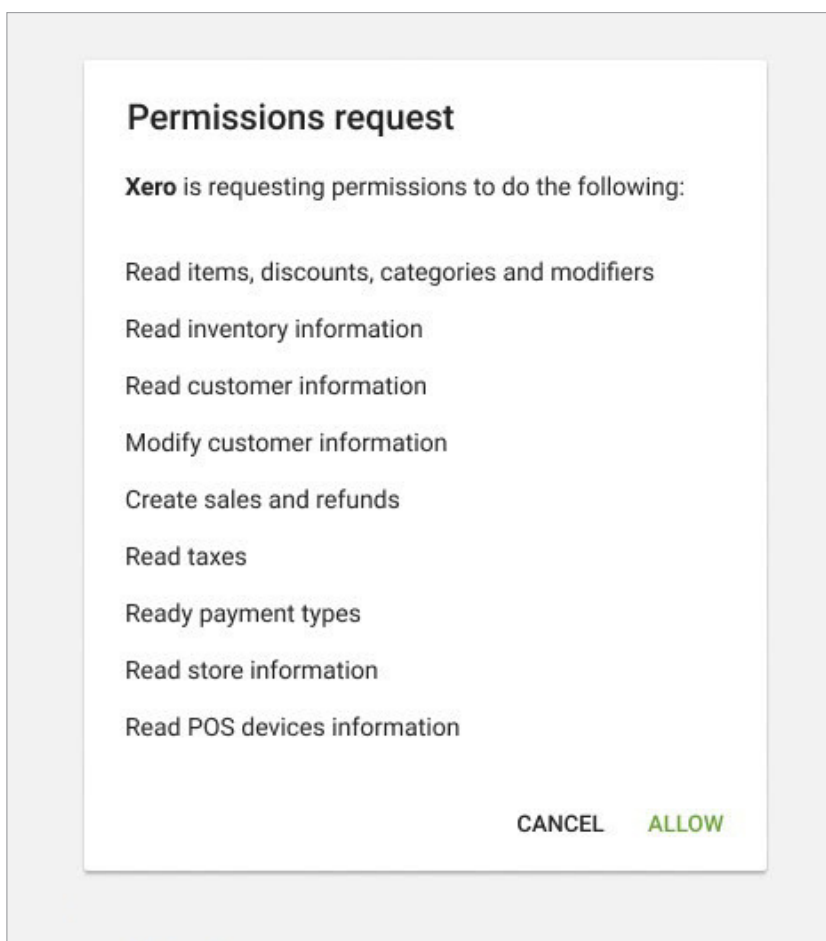 Permissions request
Xero is requesting permissions to do the following:
Read items, discounts, categories and modifiers
Read inventory information
Read customer information
Modify customer information
Create sales and refunds
Read taxes
Ready payment types
Read store information
Read POS devices information
CANCEL ALLOW